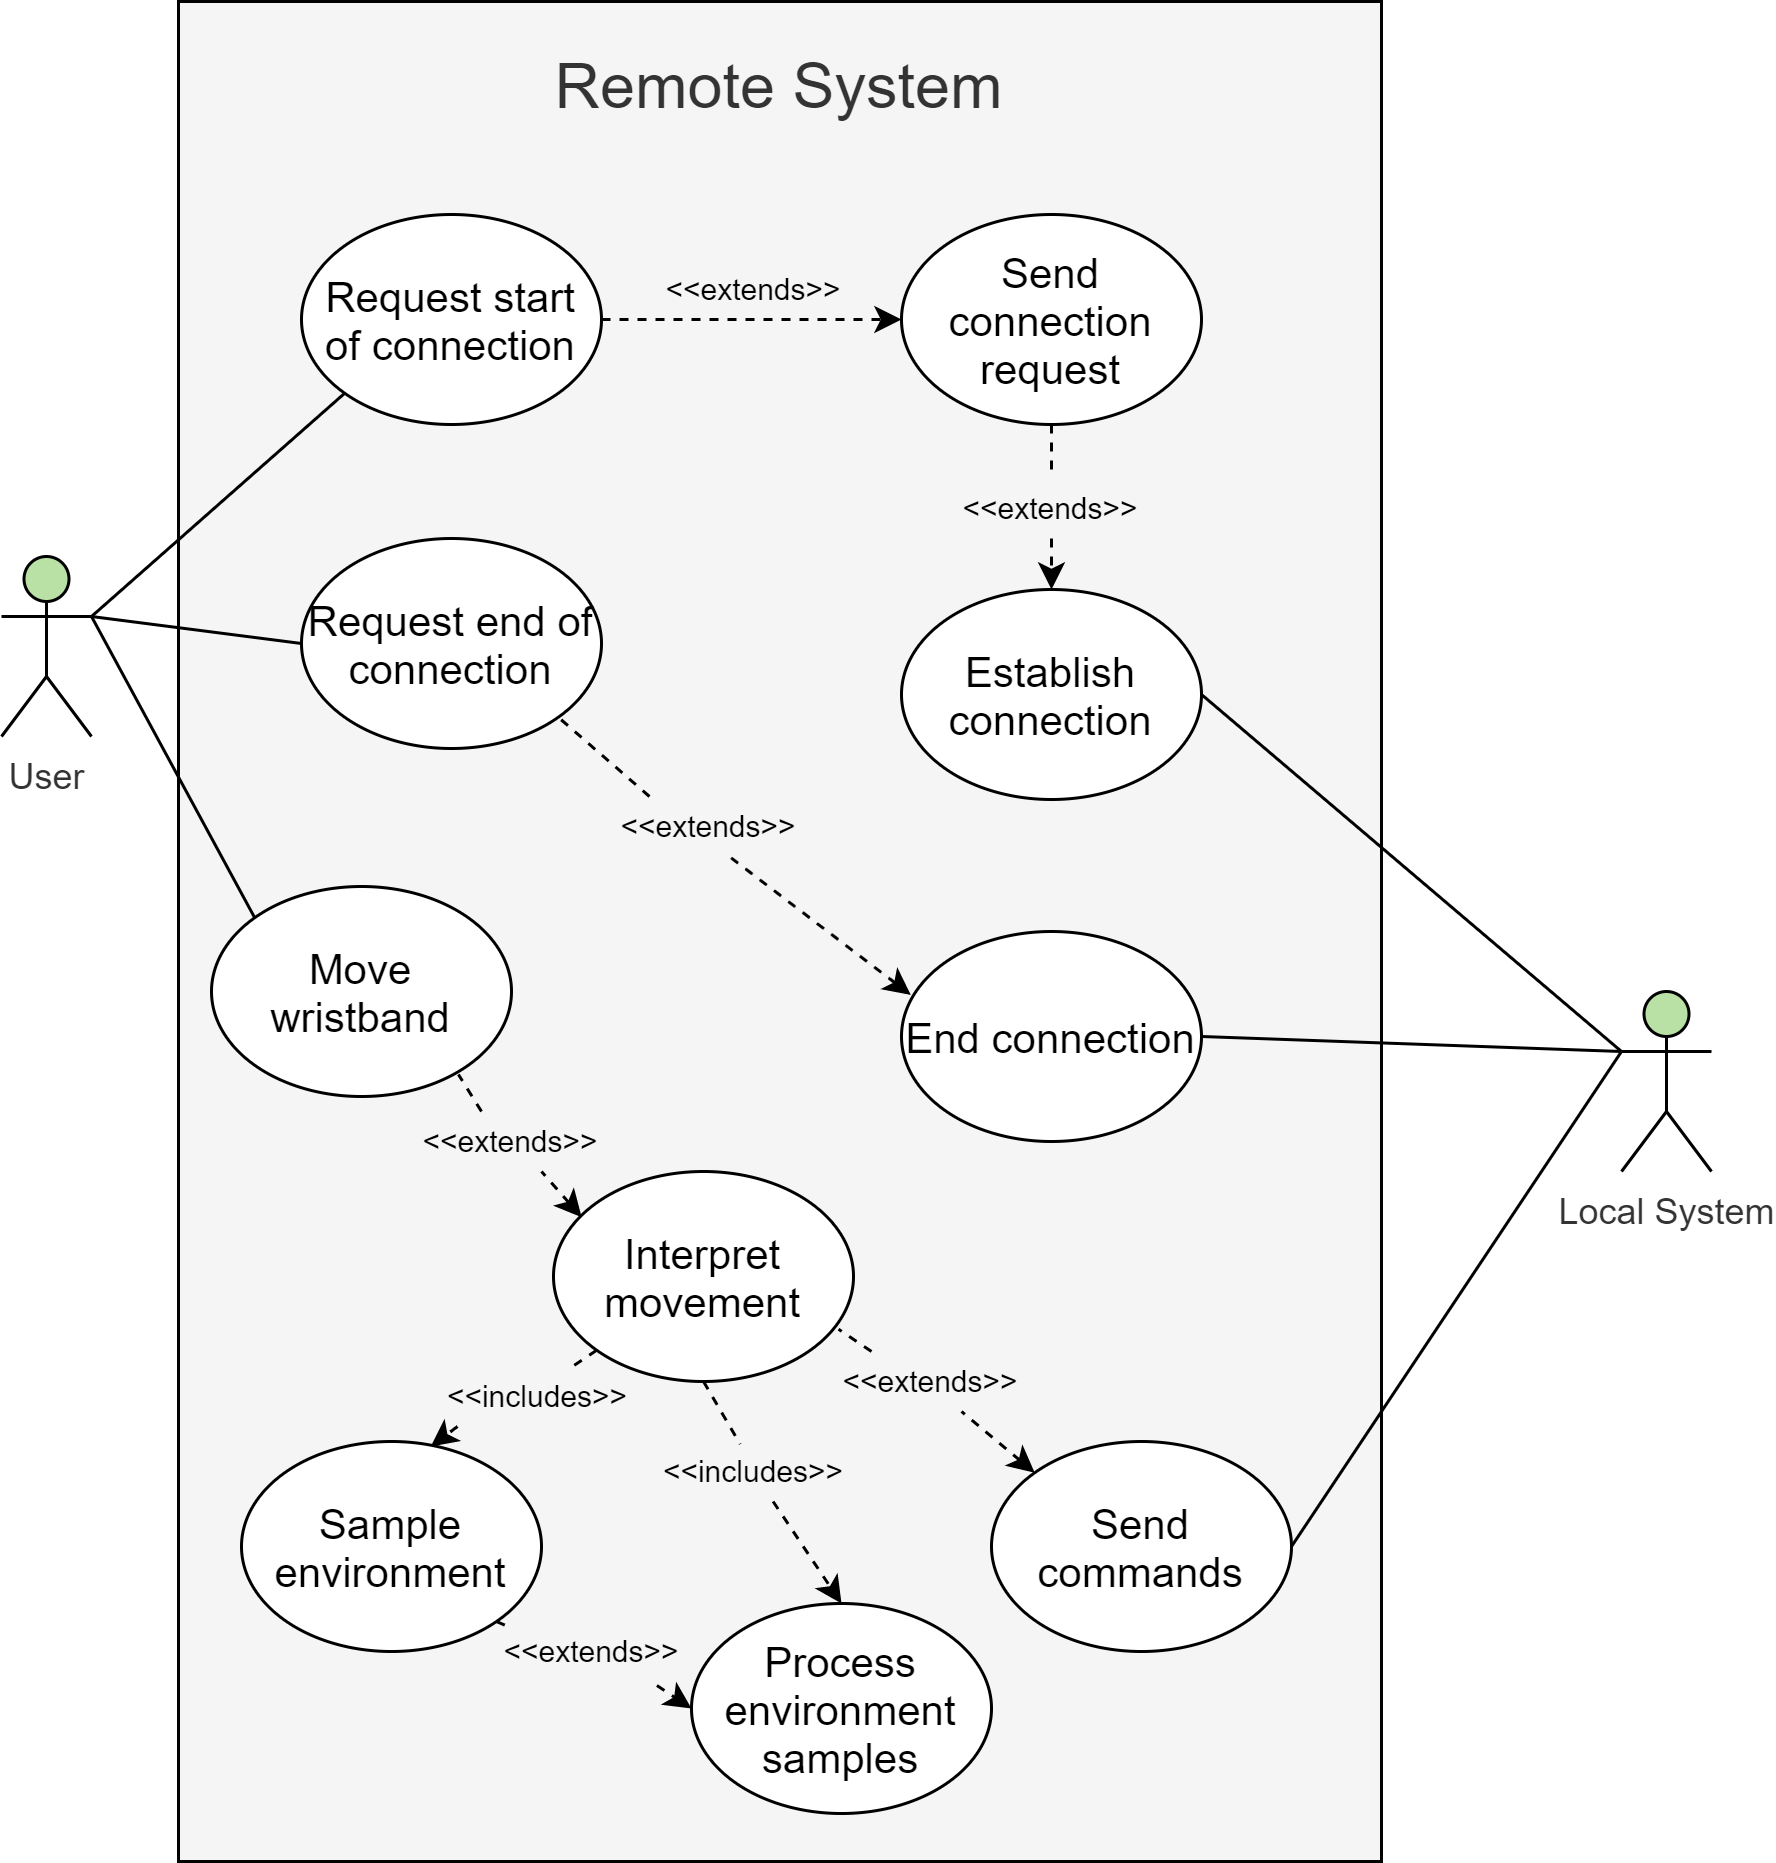 Remote System
Request start
of connection
<<extends>>
Send
connection
request
<<extends>>
Request end of
connection
Establish
connection
User
<<extends>>
Move
wristband
End connection
<<extends>>
Local System
Interpret
movement
<<includes>>
<<extends>>
<<includes>>
Sample
environment
Send
commands
<<extends>>
Process
environment
samples